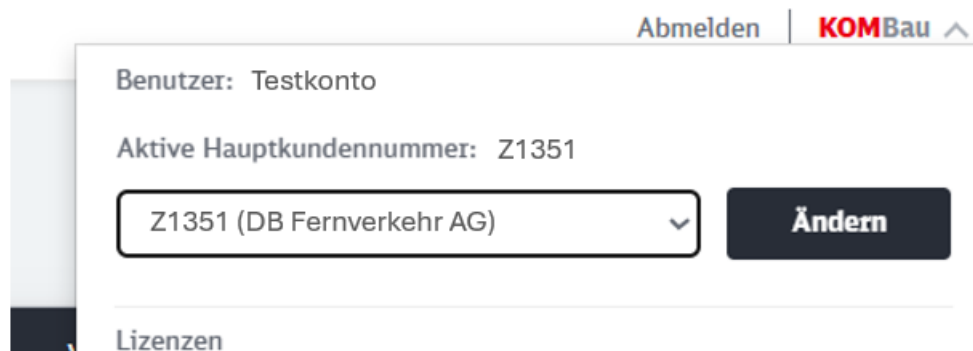 Abmelden | KOMBau
Benutzer: Testkonto
Aktive Hauptkundennummer: Z1351
Z1351 (DB Fernverkehr AG)
Ändern
Lizenzen